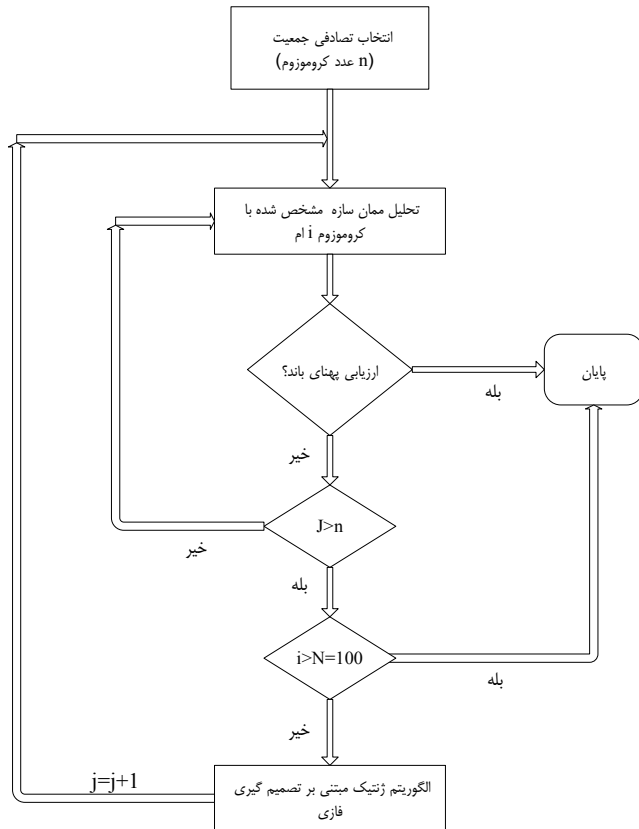 انتخاب تصادفی جمعیت
(n عدد کروموزوم)
تحلیل ممان سازه مشخص شده با
کروموزوم i ام
ارزیابی پهنای باند؟
بله
پایان
خیر
J>n
خیر
بله
i>N=100
بله
خیر
j=j+1
الگوریتم ژنتیک مبتنی بر تصمیم گیری
فازی